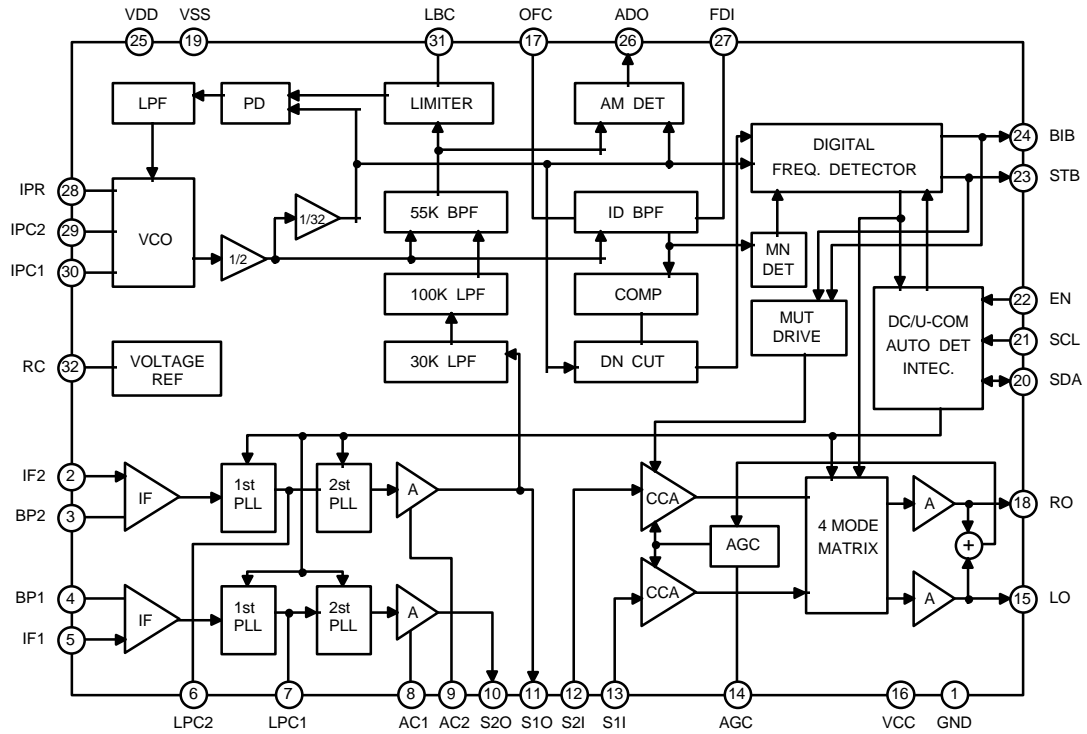 VDD VSS LBC OFC ADO FDI
25 19 31 17 26 27
LPF PD LIMITER AM DET
DIGITAL
FREQ. DETECTOR
24 BIB
23 STB
IPR 28
IPC2 29
IPC1 30
VCO
1/2
1/32
55K BPF
ID BPF
MN
DET
100K LPF
COMP
MUT
DRIVE
DC/U-COM
AUTO DET
INTEC.
22 EN
21 SCL
20 SDA
RC 32
VOLTAGE
REF
30K LPF
DN CUT
IF2 2
BP2 3
IF
1st
PLL
2st
PLL
A
CCA
AGC
4 MODE
MATRIX
A
18 RO
+
BP1 4
IF1 5
IF
1st
PLL
2st
PLL
A
CCA
A
15 LO
6 7 8 9 10 11 12 13 14 16 1
LPC2 LPC1 AC1 AC2 S2O S1O S2I S1I AGC VCC GND